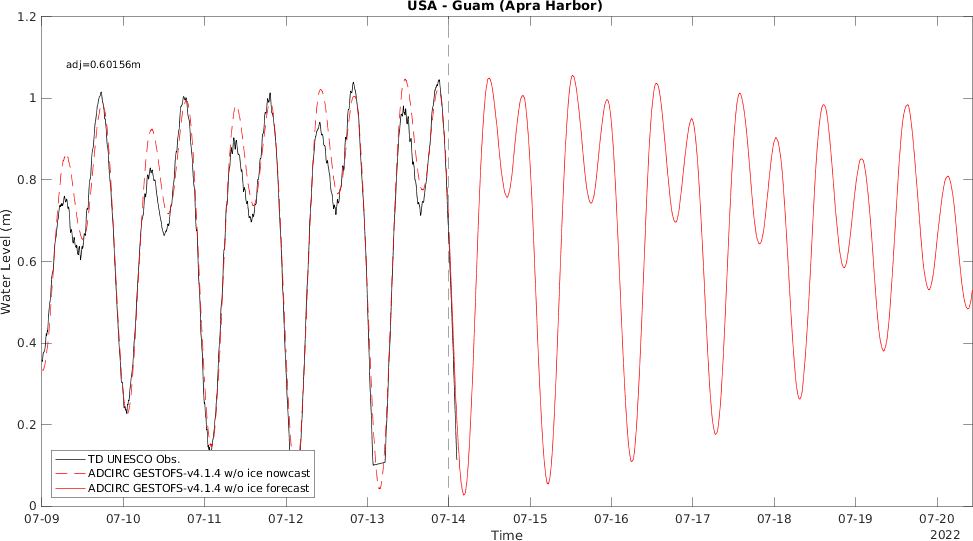 USA - Guam (Apra Harbor)
1.2
adj=0.60156m
1
0.8
0.6
0.4
0.2
0
Water Level (m)
TD UNESCO Obs.
ADCIRC GESTOFS-v4.1.4 w/o ice nowcast
ADCIRC GESTOFS-v4.1.4 w/o ice forecast
07-09 07-10 07-11 07-12 07-13 07-14 07-15 07-16 07-17 07-18 07-19 07-20
Time
2022